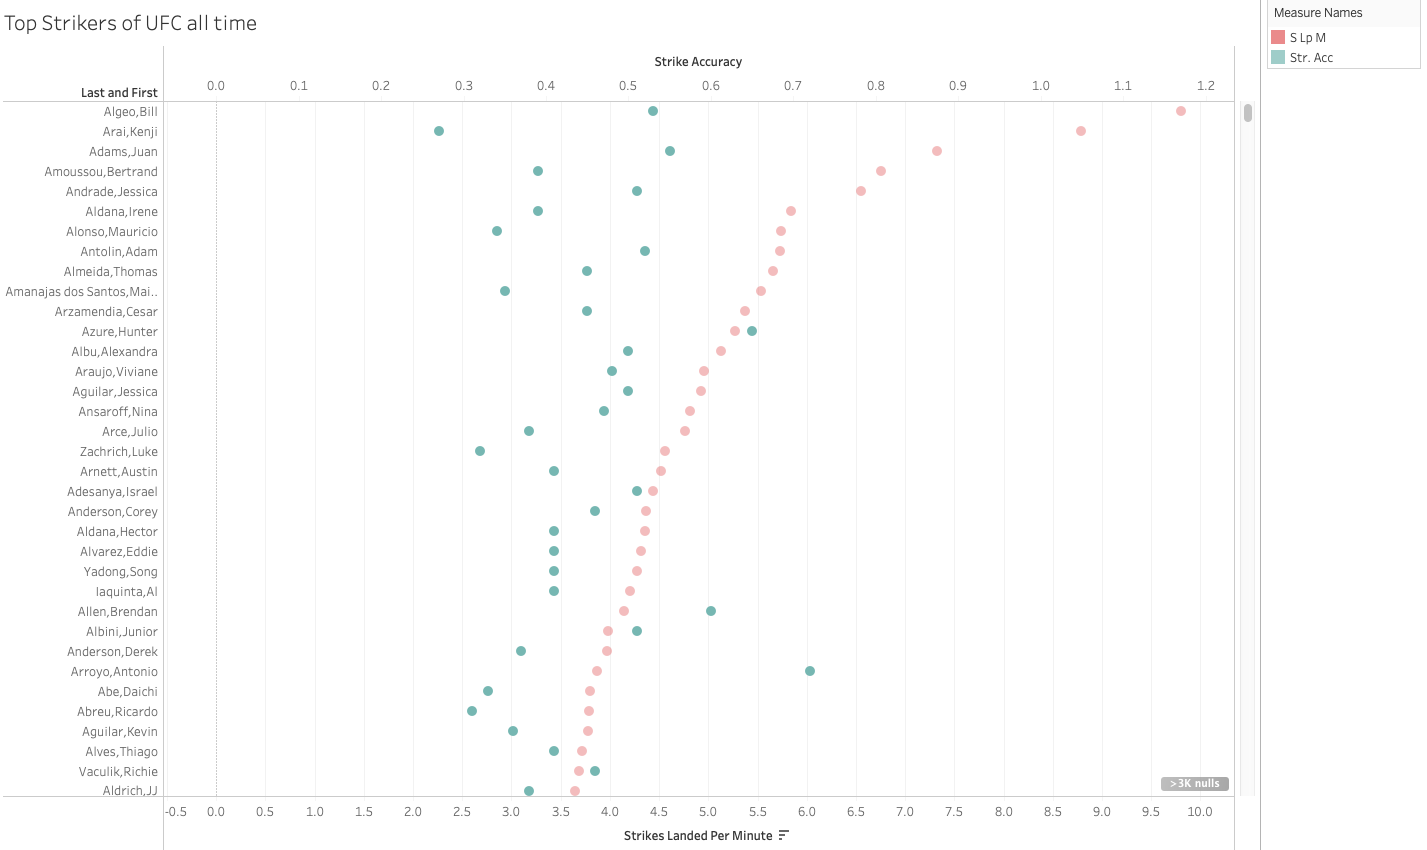 Top Strikers of UFC all time
Measure Names
S Lp M
Str. Acc
Strike Accuracy
0.0 0.1 0.2 0.3 0.4 0.5 0.6 0.7 0.8 0.9 1.0 1.1 1.2
Last and First
Algeo,Bill
Arai,Kenji
Adams,Juan
Amoussou,Bertrand
Andrade,Jessica
Aldana,Irene
Alonso,Mauricio
Antolin,Adam
Almeida,Thomas
Amanajas dos Santos,Mai..
Arzamendia,Cesar
Azure,Hunter
Albu,Alexandra
Araujo,Viviane
Aguilar,Jessica
Ansaroff,Nina
Arce,Julio
Zachrich,Luke
Arnett,Austin
Adesanya,Israel
Anderson,Corey
Aldana,Hector
Alvarez,Eddie
Yadong,Song
Iaquinta,Al
Allen,Brendan
Albini,Junior
Anderson,Derek
Arroyo,Antonio
Abe,Daichi
Abreu,Ricardo
Aguilar,Kevin
Alves,Thiago
Vaculik,Richie
Aldrich,JJ
>3K nulls
-0.5 0.0 0.5 1.0 1.5 2.0 2.5 3.0 3.5 4.0 4.5 5.0 5.5 6.0 6.5 7.0 7.5 8.0 8.5 9.0 9.5 10.0
Strikes Landed Per Minute